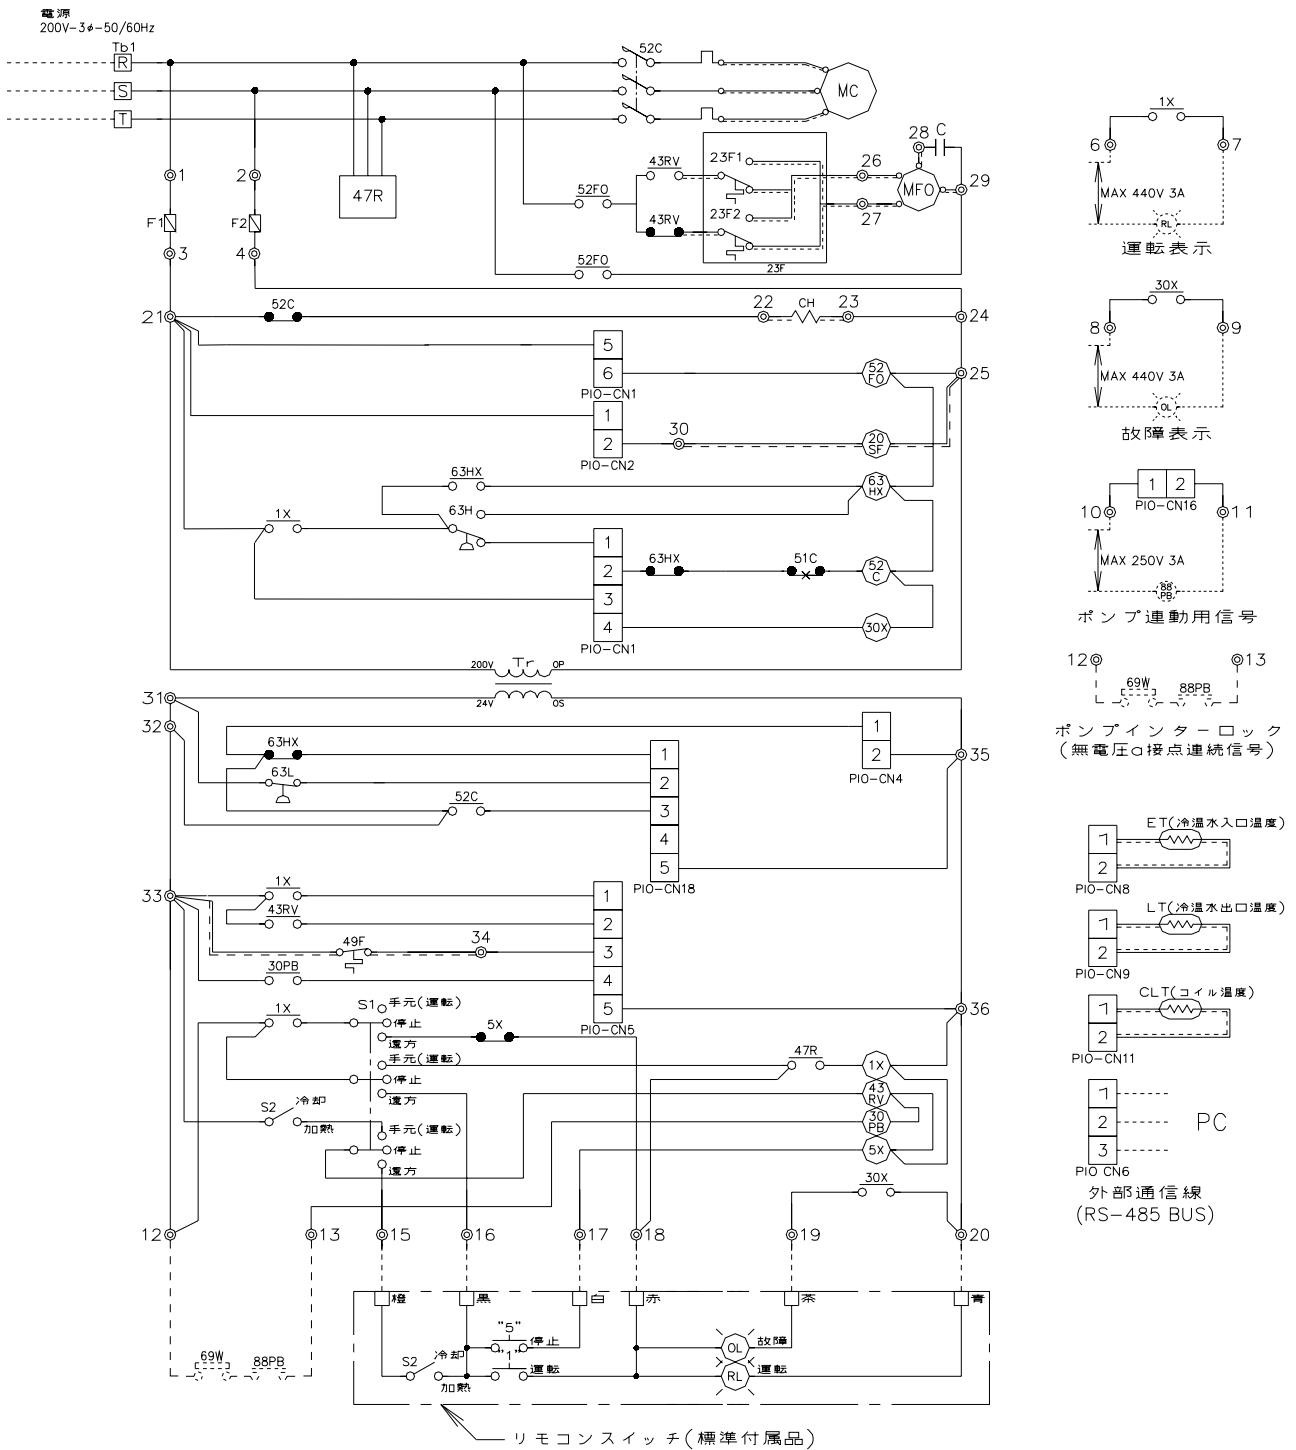 電源
200V-3φ-50/60Hz
Tb1
R
S
T
52C
MC
1
2
47R
F1
F2
3
4
43RV
23F1
26
28 C
52FO
MFO
29
43RV
23F2
27
52FO
23F
21
52C
22
CH
23
24
5
6
PIO-CN1
52
FO
25
1
2
PIO-CN2
30
20
SF
63HX
63
HX
63H
1X
1
2
3
4
PIO-CN1
63HX
51C
52
C
30X
200V
Tr
0P
24V
0S
31
32
63HX
63L
52C
1
2
3
4
5
PIO-CN18
1
2
PIO-CN4
35
33
1X
43RV
49F
34
30PB
1
2
3
4
5
PIO-CN5
36
1X
S1
手元(運転)
停止
遠方
5X
手元(運転)
停止
遠方
47R
1X
43
RV
30
PB
5X
S2
冷却
加熱
手元(運転)
停止
遠方
30X
12
13
15
16
17
18
19
20
橙
黒
白
赤
茶
青
"5"
停止
"1"
運転
S2
冷却
加熱
OL
故障
RL
運転
69W
88PB
リモコンスイッチ(標準付属品)
1X
6
7
MAX 440V 3A
RL
運転表示
30X
8
9
MAX 440V 3A
OL
故障表示
1 2
PIO-CN16
10
11
MAX 250V 3A
88
PB
ポンプ連動用信号
12
13
69W
88PB
ポンプインターロック
(無電圧a接点連続信号)
ET(冷温水入口温度)
1
2
PIO-CN8
LT(冷温水出口温度)
1
2
PIO-CN9
CLT(コイル温度)
1
2
PIO-CN11
1
2
3
PC
PIO CN6
外部通信線
(RS-485 BUS)